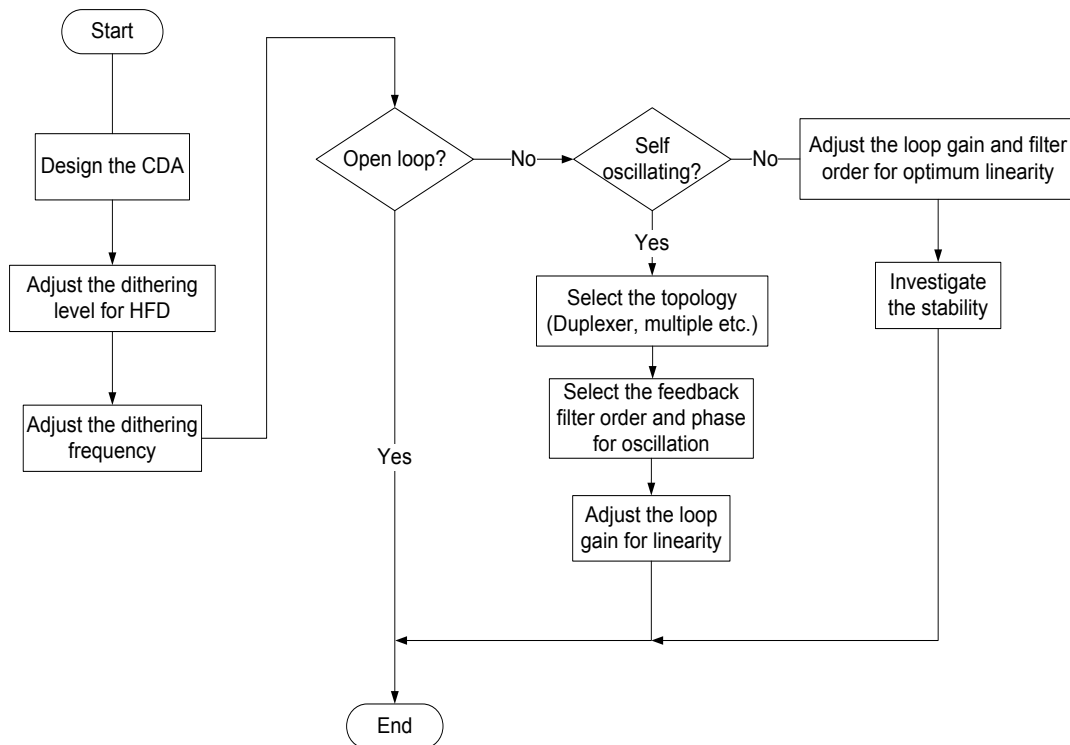 Start
Design the CDA
Adjust the dithering
level for HFD
Adjust the dithering
frequency
Open loop?
No
Yes
Self
oscillating?
No
Yes
Select the topology
(Duplexer, multiple etc.)
Select the feedback
filter order and phase
for oscillation
Adjust the loop
gain for linearity
Adjust the loop gain and filter
order for optimum linearity
Investigate
the stability
End